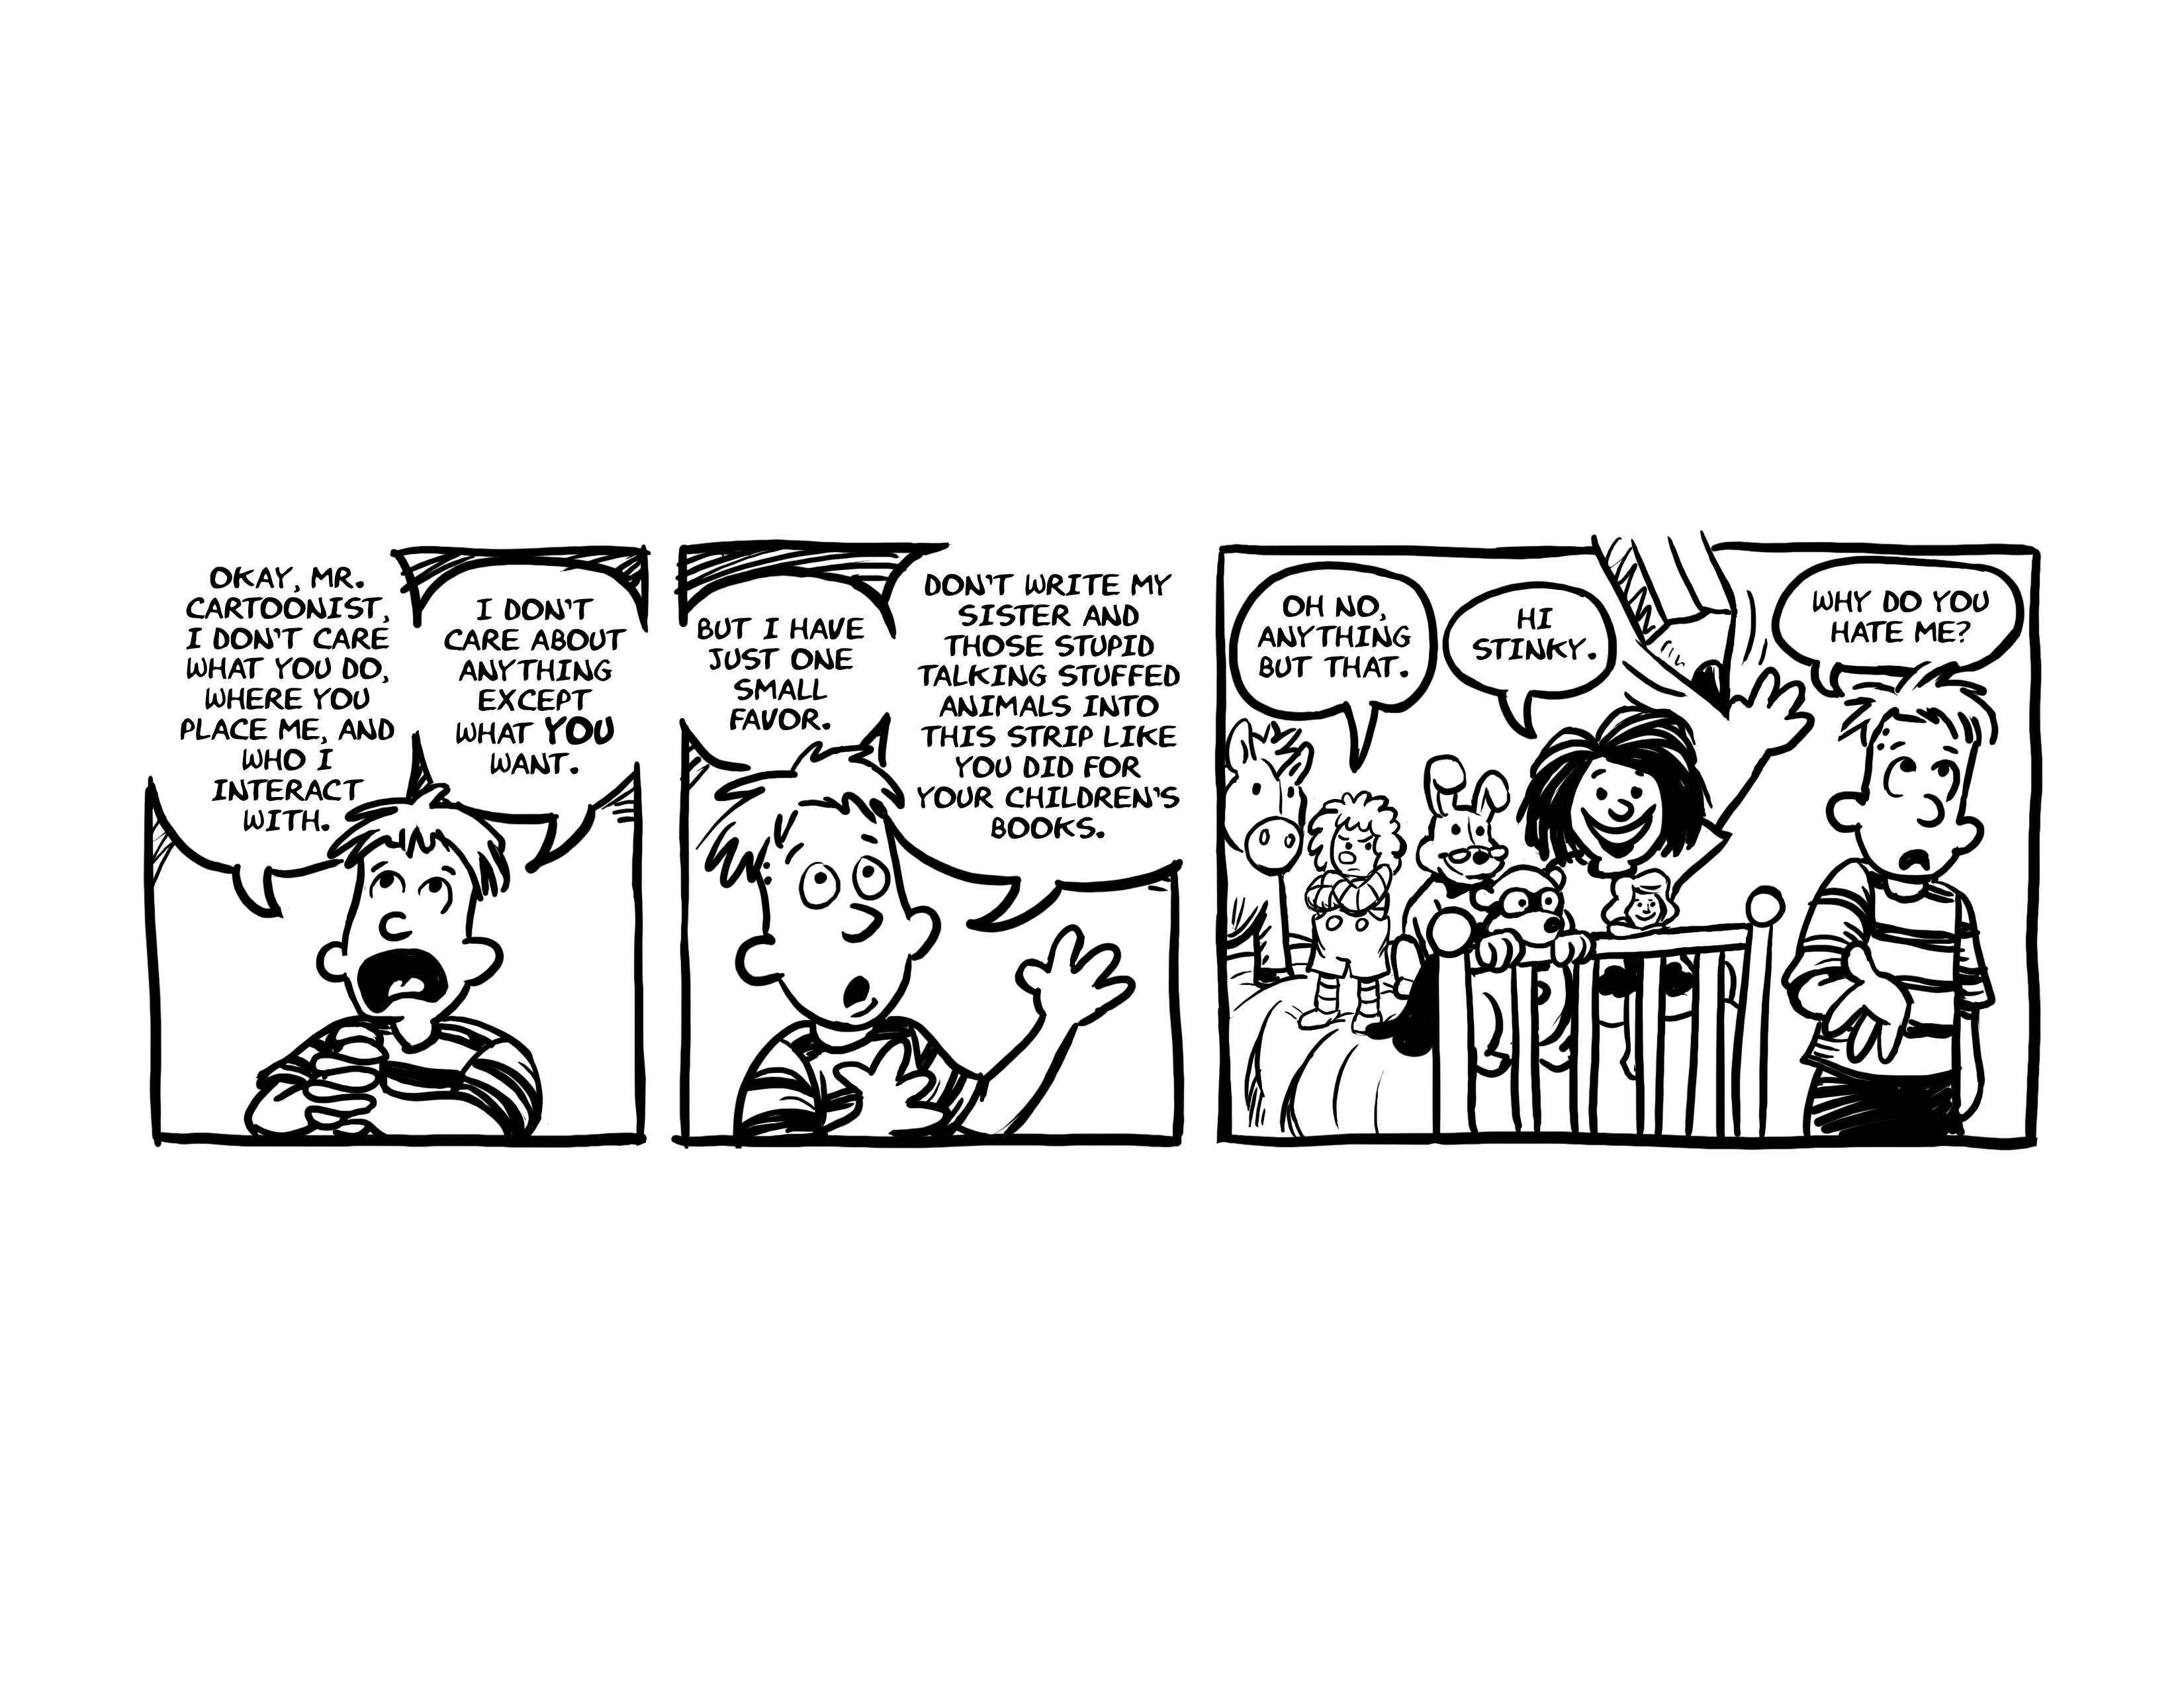 OKAY, MR.
CARTOONIST,
I DON'T CARE
WHAT YOU DO,
WHERE YOU
PLACE ME, AND
WHO I
INTERACT
WITH.
I DON'T
CARE ABOUT
ANYTHING
EXCEPT
WHAT YOU
WANT.
BUT I HAVE
JUST ONE
SMALL
FAVOR.
DON'T WRITE MY
SISTER AND
THOSE STUPID
TALKING STUFFED
ANIMALS INTO
THIS STRIP LIKE
YOU DID FOR
YOUR CHILDREN'S
BOOKS.
OH NO,
ANYTHING
BUT THAT.
HI
STINKY.
WHY DO YOU
HATE ME?